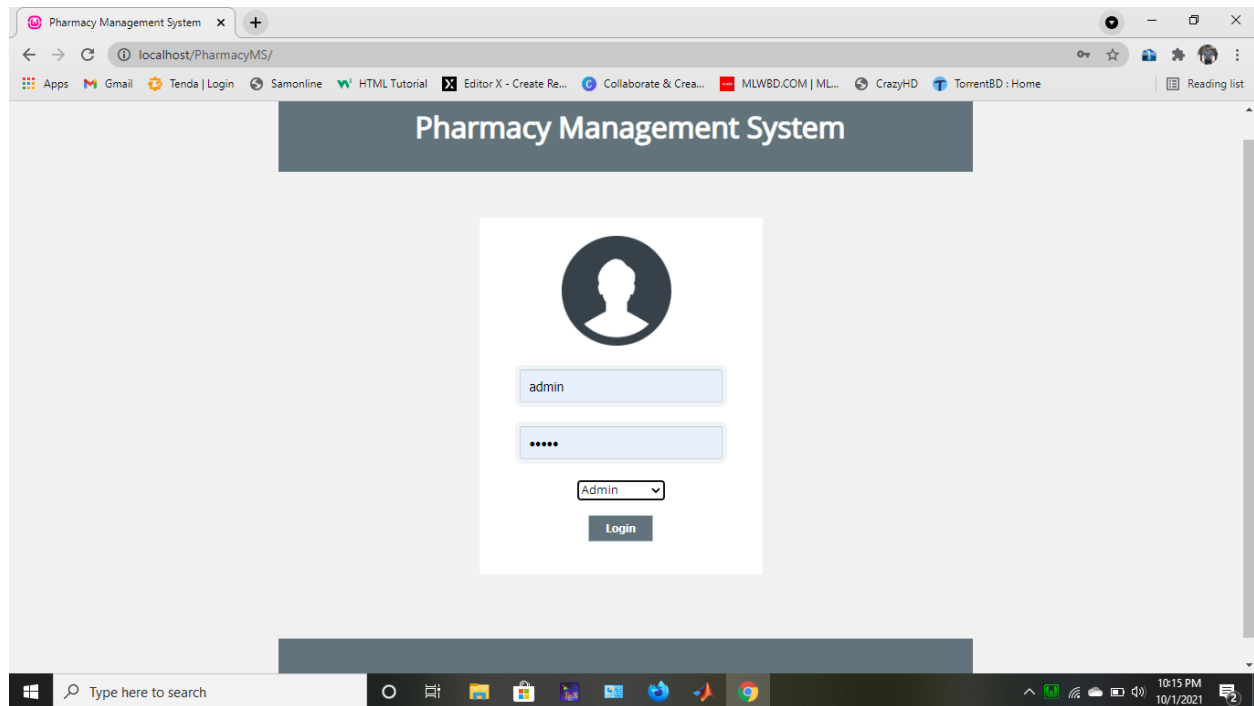 Pharmacy Management System
localhost/PharmacyMS/
Apps Gmail Tenda | Login Samonline HTML Tutorial Editor X - Create Re... Collaborate & Crea... MLWBD.COM | ML... CrazyHD TorrentBD : Home Reading list
Pharmacy Management System
admin
•••••
Admin
Login
Type here to search
10:15 PM
10/1/2021
2